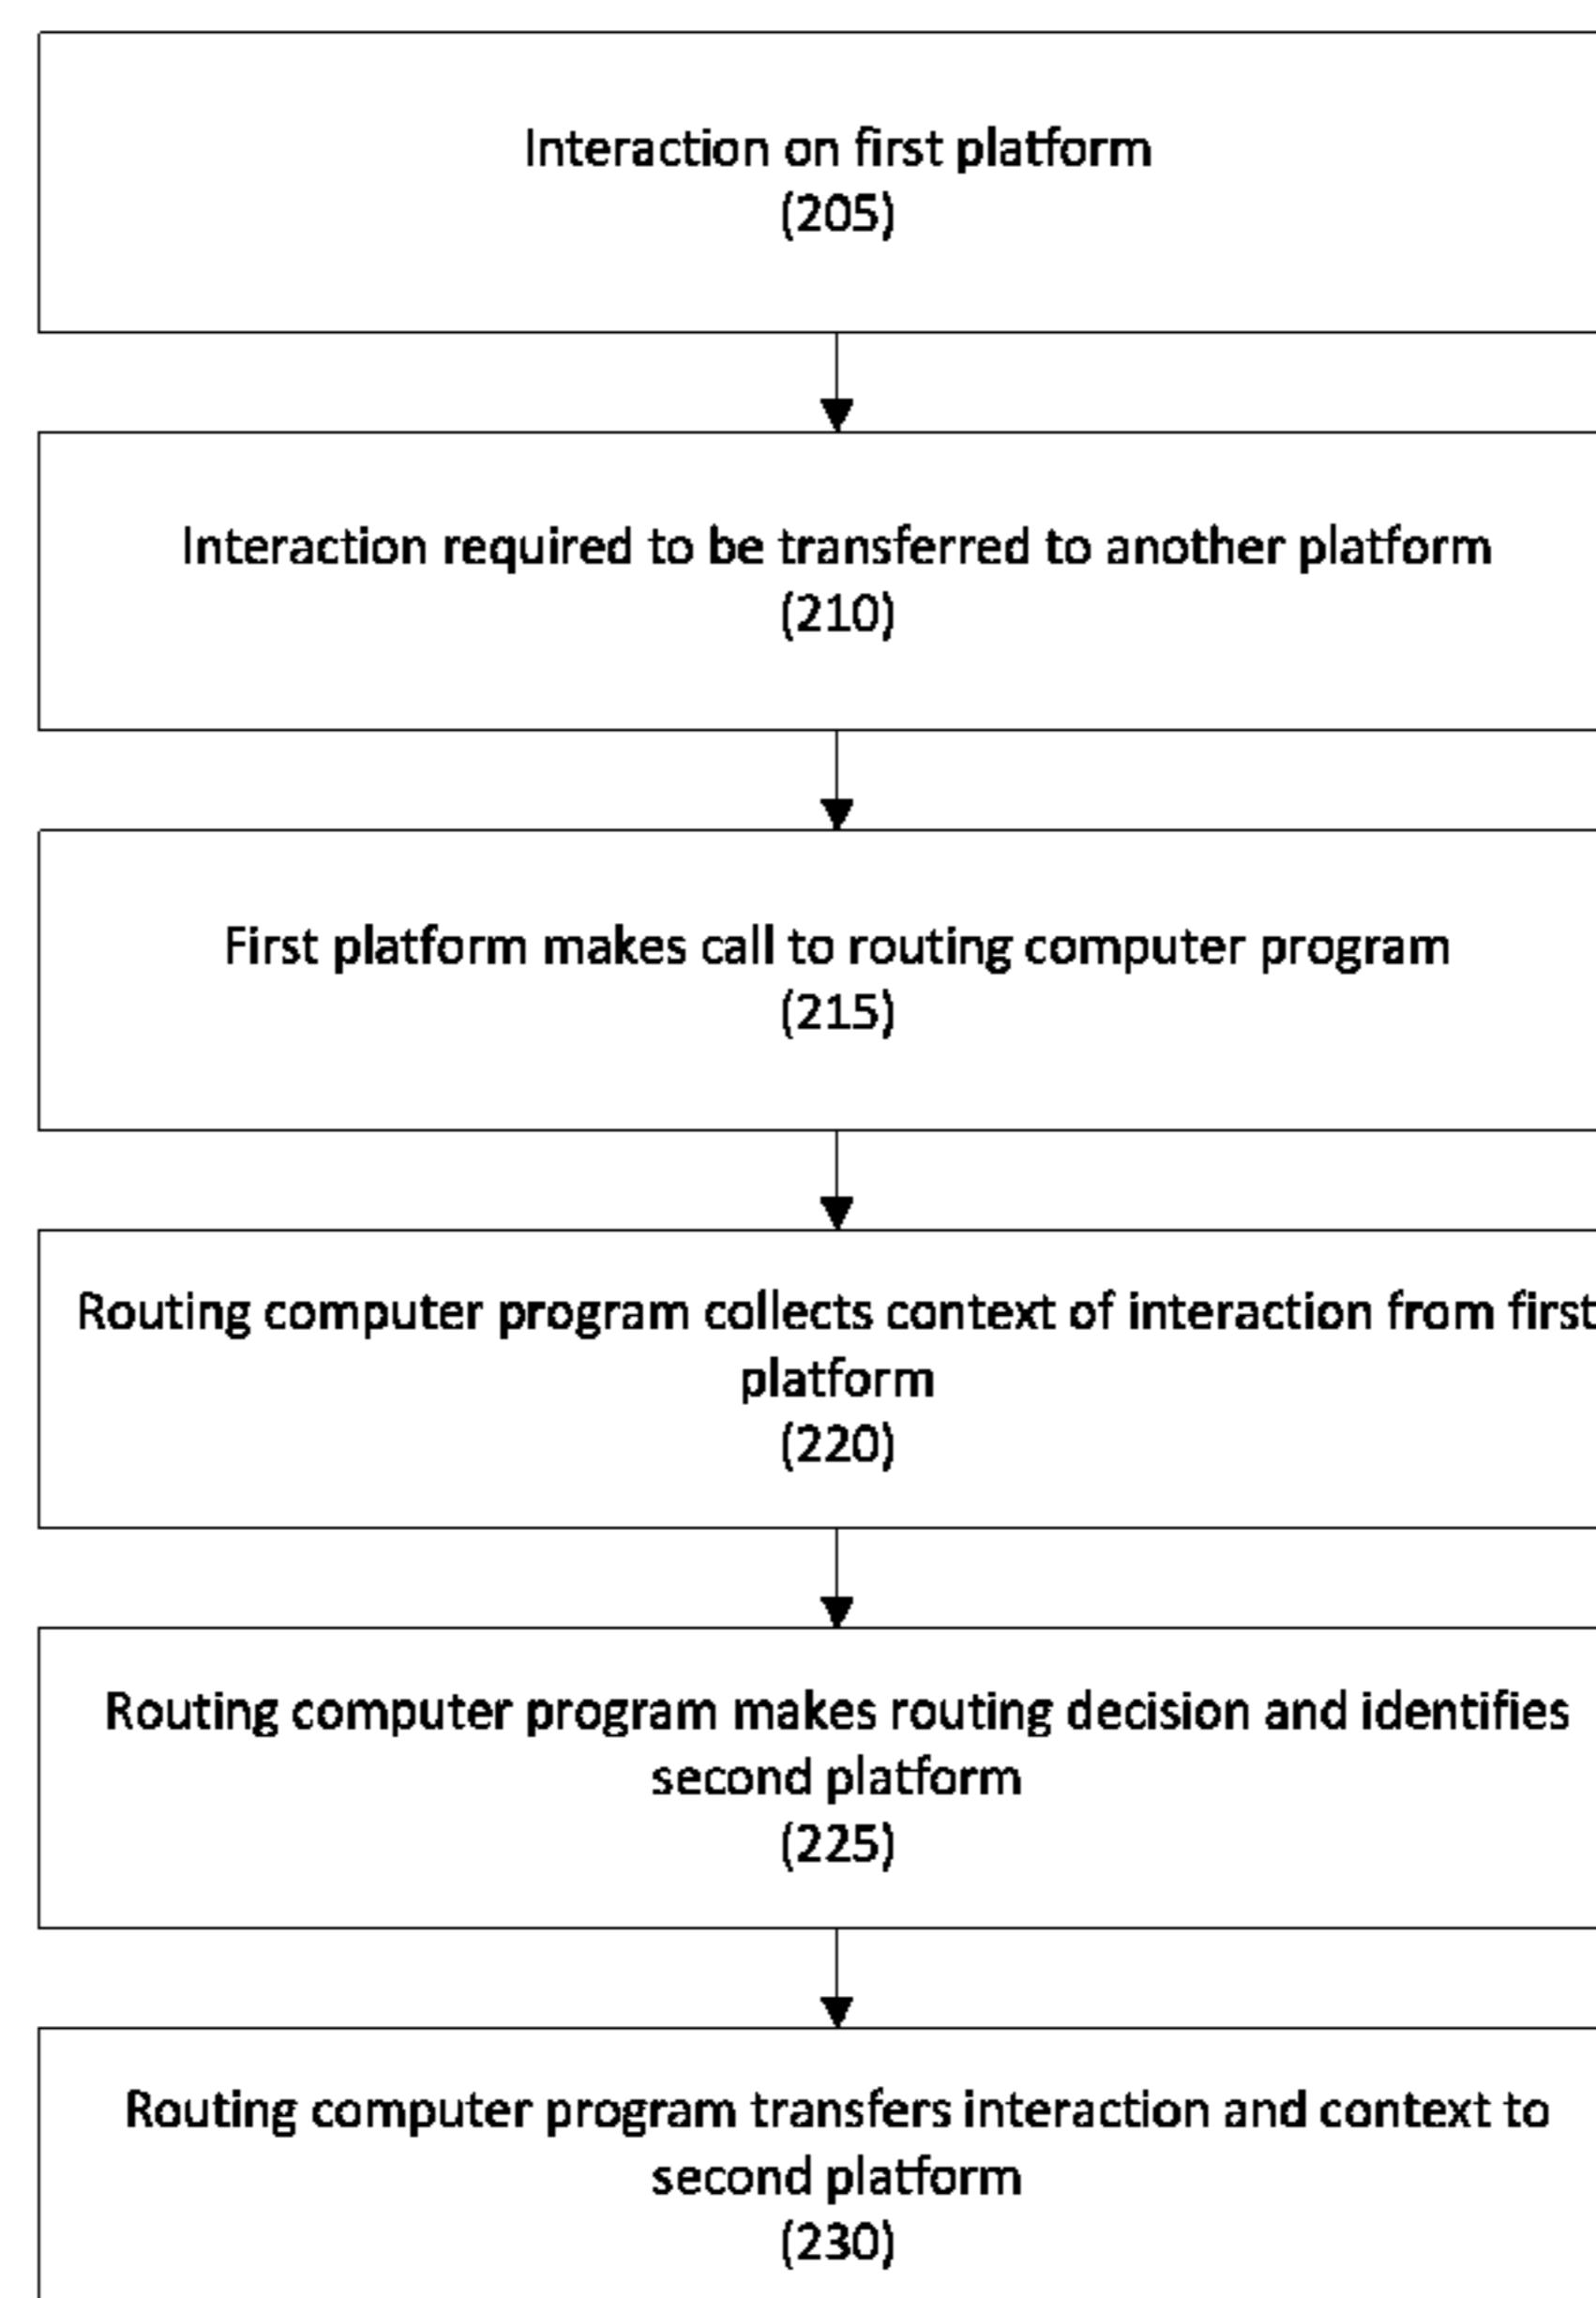 Interaction on first platform
(205)
Interaction required to be transferred to another platform
(210)
First platform makes call to routing computer program
(215)
Routing computer program collects context of interaction from first
platform
(220)
Routing computer program makes routing decision and identifies
second platform
(225)
Routing computer program transfers interaction and context to
second platform
(230)